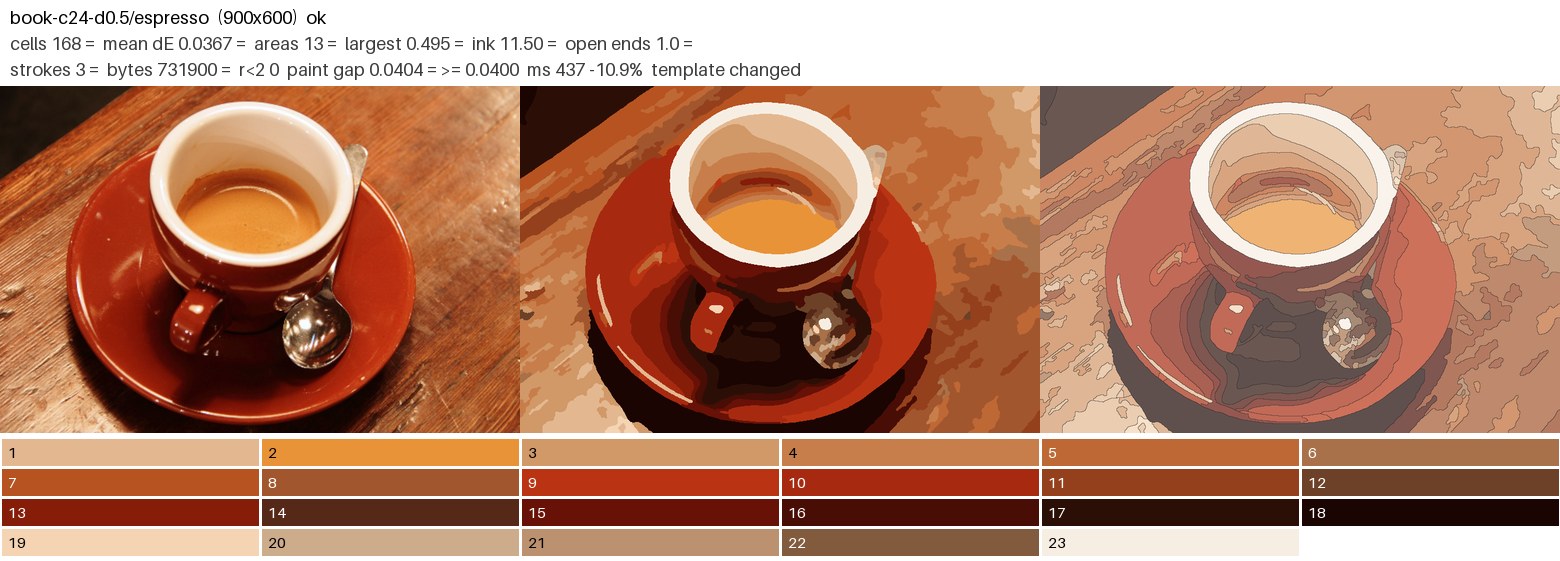 book-c24-d0.5/espresso (900x600) ok
cells 168 = mean dE 0.0367 = areas 13 = largest 0.495 = ink 11.50 = open ends 1.0 =
strokes 3 = bytes 731900 = r<2 0 paint gap 0.0404 = >= 0.0400 ms 437 -10.9% template changed
1 2 3 4 5 6
7 8 9 10 11 12
13 14 15 16 17 18
19 20 21 22 23